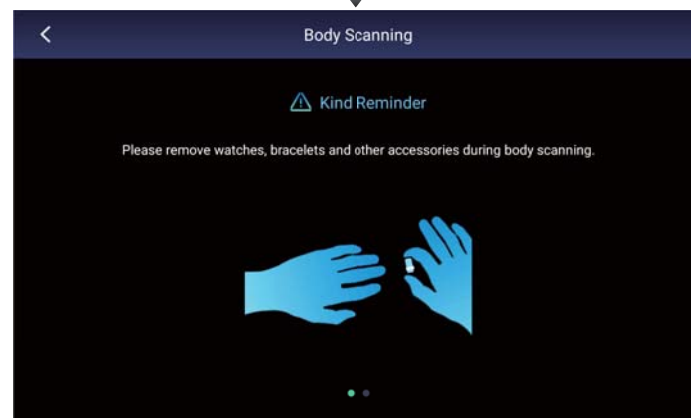 Body Scanning
Kind Reminder
Please remove watches, bracelets and other accessories during body scanning.